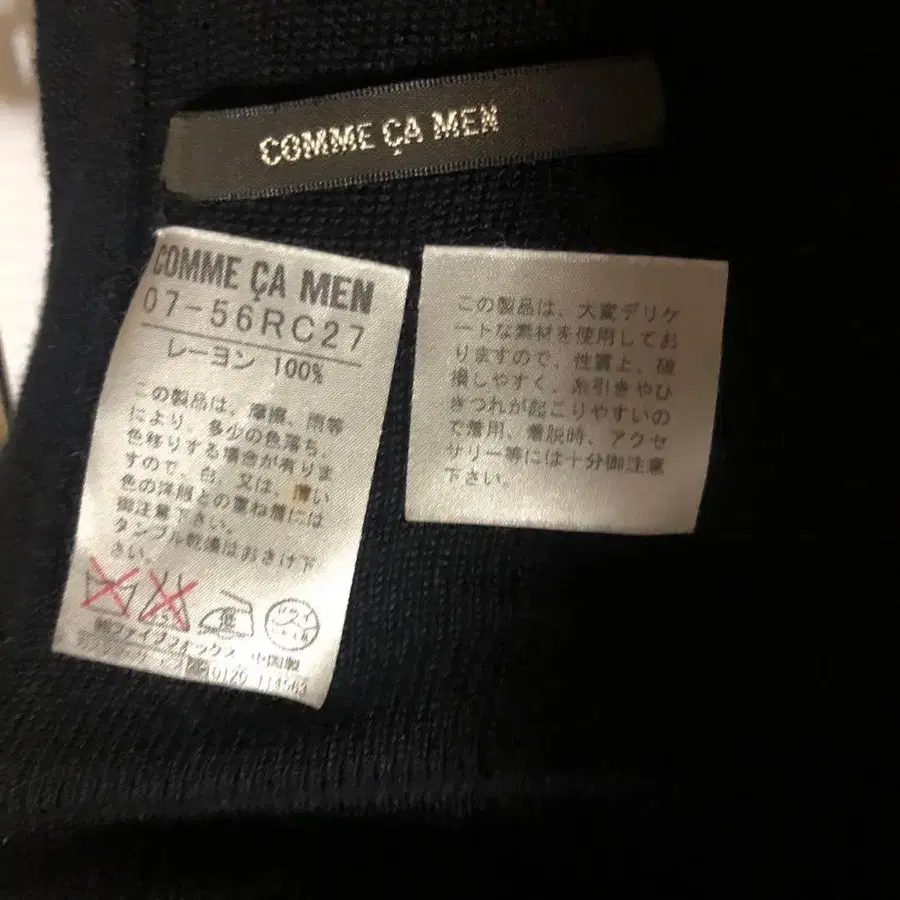 COMME ÇA MEN
COMME ÇA MEN
07-56RC27
レーヨン 100%
この製品は、摩擦、雨等
により、多少の色落ち、
色移りする場合が有りま
すので、白、又は、薄い
色の洋服との重ね着には
御注意下さい。
タンブル乾燥はおさけ下
さい。
ドライ
㈱ファイブフォックス 中国製
0120-114563
この製品は、大変デリケ
ートな素材を使用してお
りますので、性質上、破
損しやすく、糸引きやひ
きつれが起こりやすいの
で着用、着脱時、アクセ
サリー等には十分御注意
下さい。